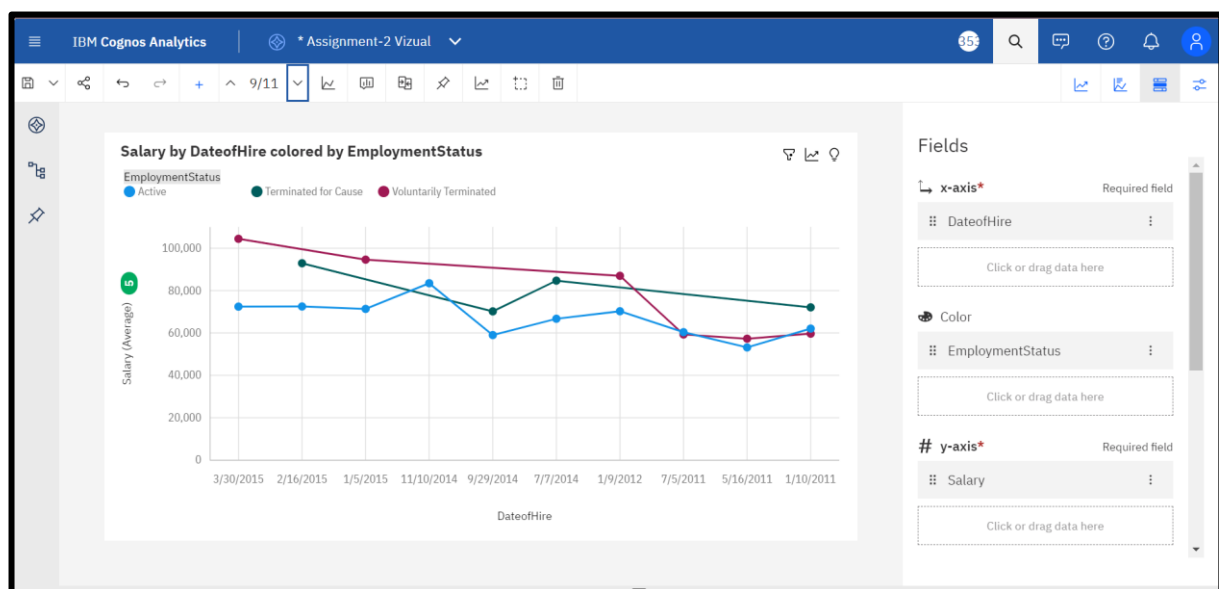 IBM Cognos Analytics
* Assignment-2 Vizual
353
9/11
Salary by DateofHire colored by EmploymentStatus
EmploymentStatus
Active Terminated for Cause Voluntarily Terminated
100,000
80,000
60,000
40,000
20,000
0
Salary (Average) 5
3/30/2015 2/16/2015 1/5/2015 11/10/2014 9/29/2014 7/7/2014 1/9/2012 7/5/2011 5/16/2011 1/10/2011
DateofHire
Fields
x-axis* Required field
DateofHire
Click or drag data here
Color
EmploymentStatus
Click or drag data here
# y-axis* Required field
Salary
Click or drag data here